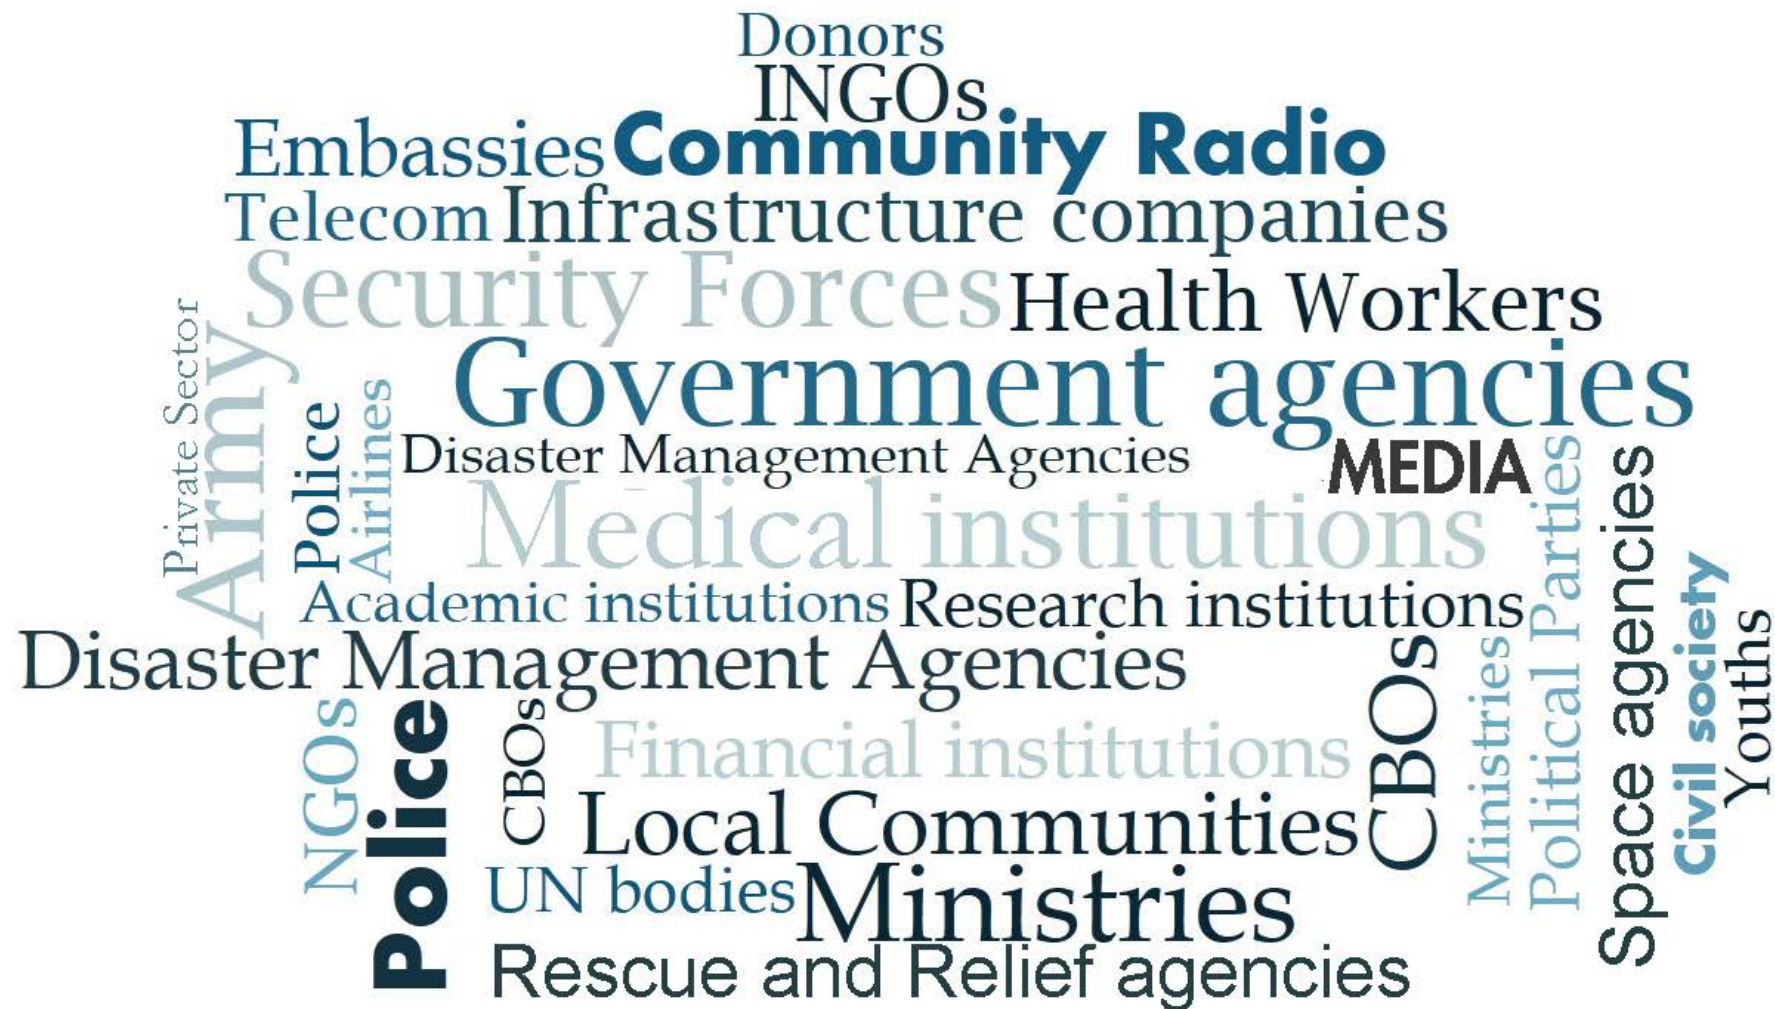 Donors
INGOs
Embassies Community Radio
Telecom Infrastructure companies
Security Forces Health Workers
Private Sector
Army
Government agencies
Police
Airlines
Disaster Management Agencies
MEDIA
Medical institutions
Academic institutions Research institutions
Disaster Management Agencies
NGOs
Police
CBOs
Financial institutions
CBOs
Ministries
Political Parties
Space agencies
Civil society
Youths
Local Communities
UN bodies Ministries
Rescue and Relief agencies